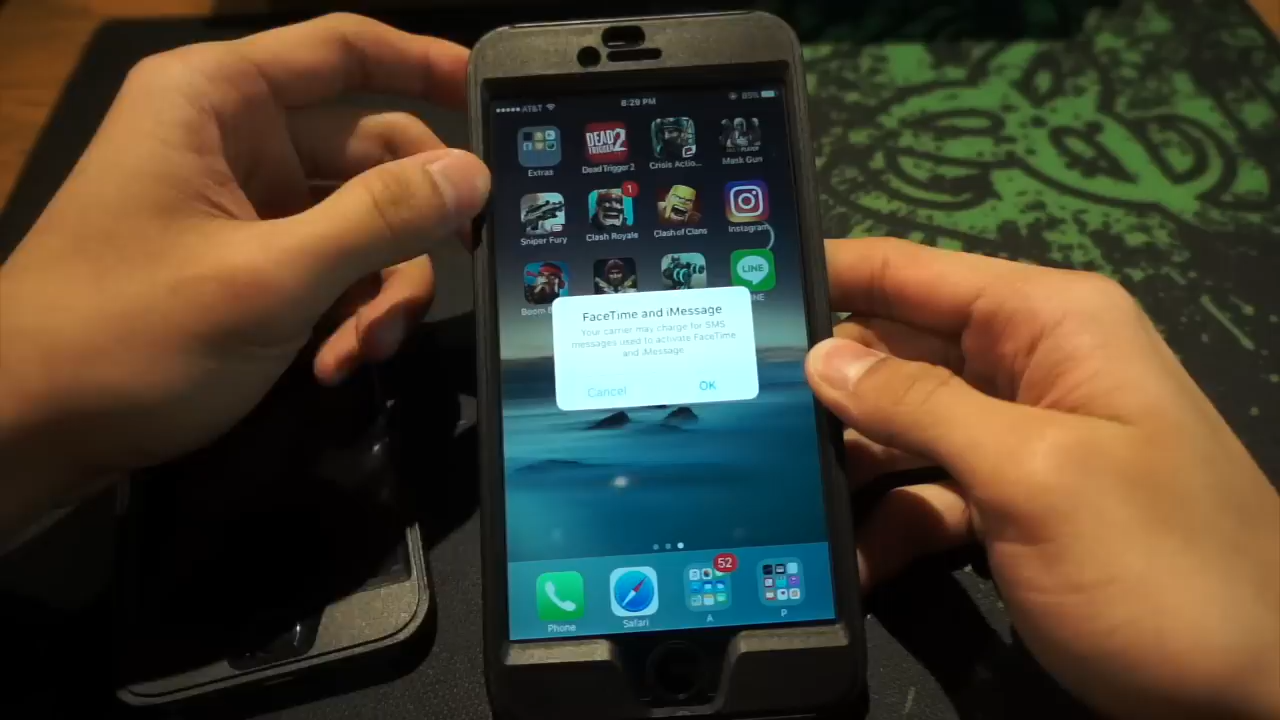 AT&T 6:29 PM 85%
DEAD TRIGGER 2
Extras Dead Trigger 2 Crisis Actio... Mask Gun
1
Sniper Fury Clash Royale Clash of Clans Instagram
LINE
Boom
FaceTime and iMessage
Your carrier may charge for SMS
messages used to activate FaceTime
and iMessage.
Cancel OK
52
Phone Safari A P